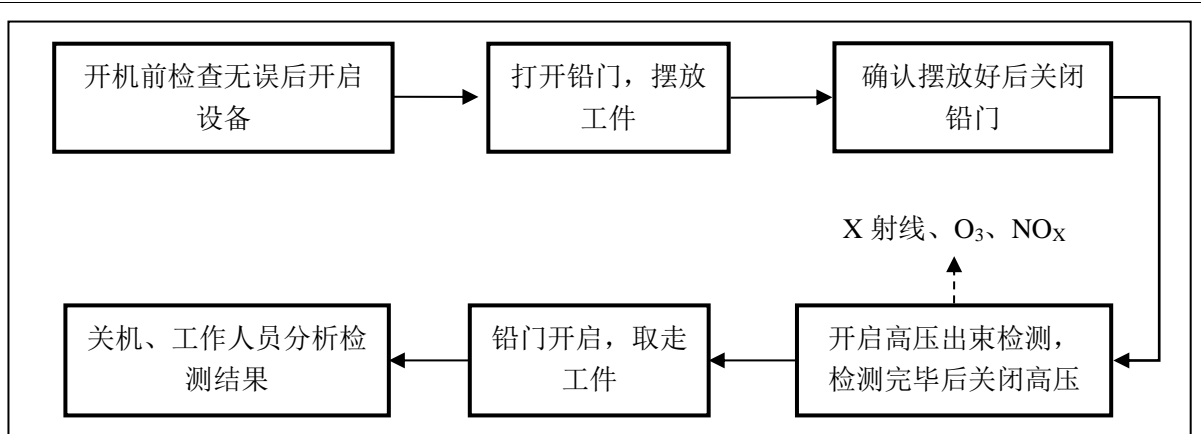 开机前检查无误后开启
设备
打开铅门，摆放
工件
确认摆放好后关闭
铅门
X 射线、O₃、NOₓ
开启高压出束检测，
检测完毕后关闭高压
铅门开启，取走
工件
关机、工作人员分析检
测结果